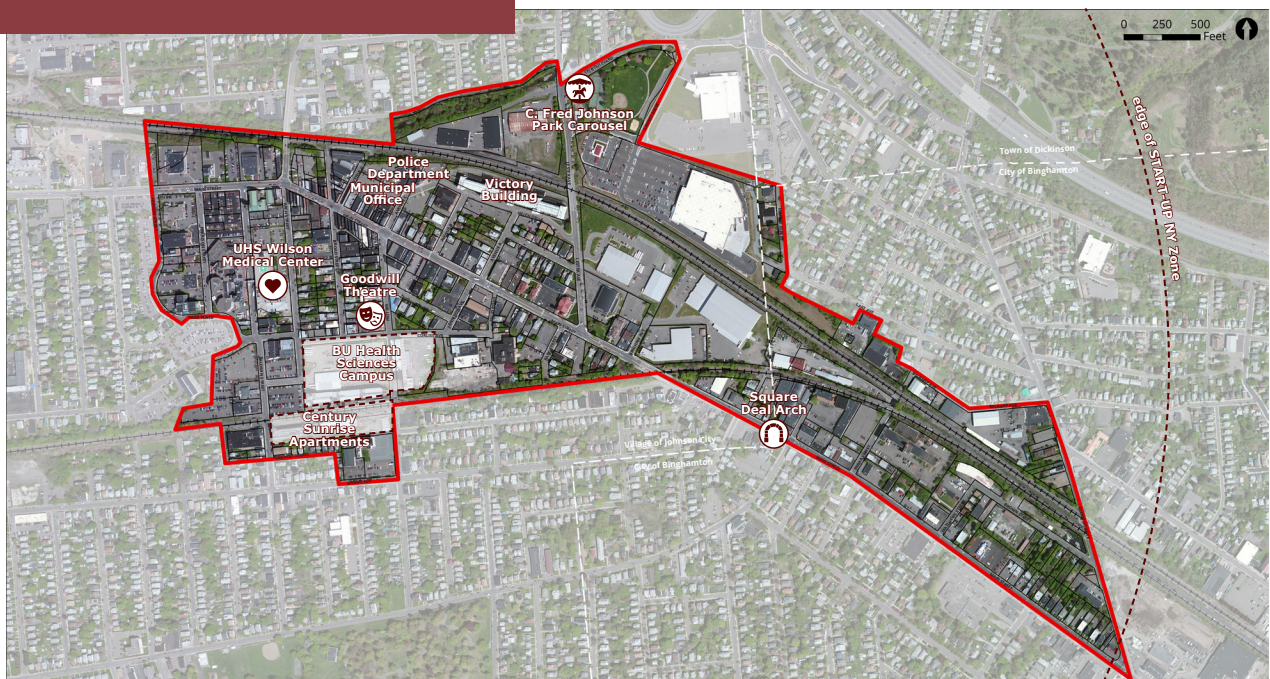 0 250 500
Feet
C. Fred Johnson
Park Carousel
edge of START-UP NY Zone
Town of Dickinson
City of Binghamton
Police
Department
Municipal
Office
Victory
Building
UHS Wilson
Medical Center
Goodwill
Theatre
BU Health
Sciences
Campus
Square
Deal Arch
Century
Sunrise
Apartments
Village of Johnson City
City of Binghamton